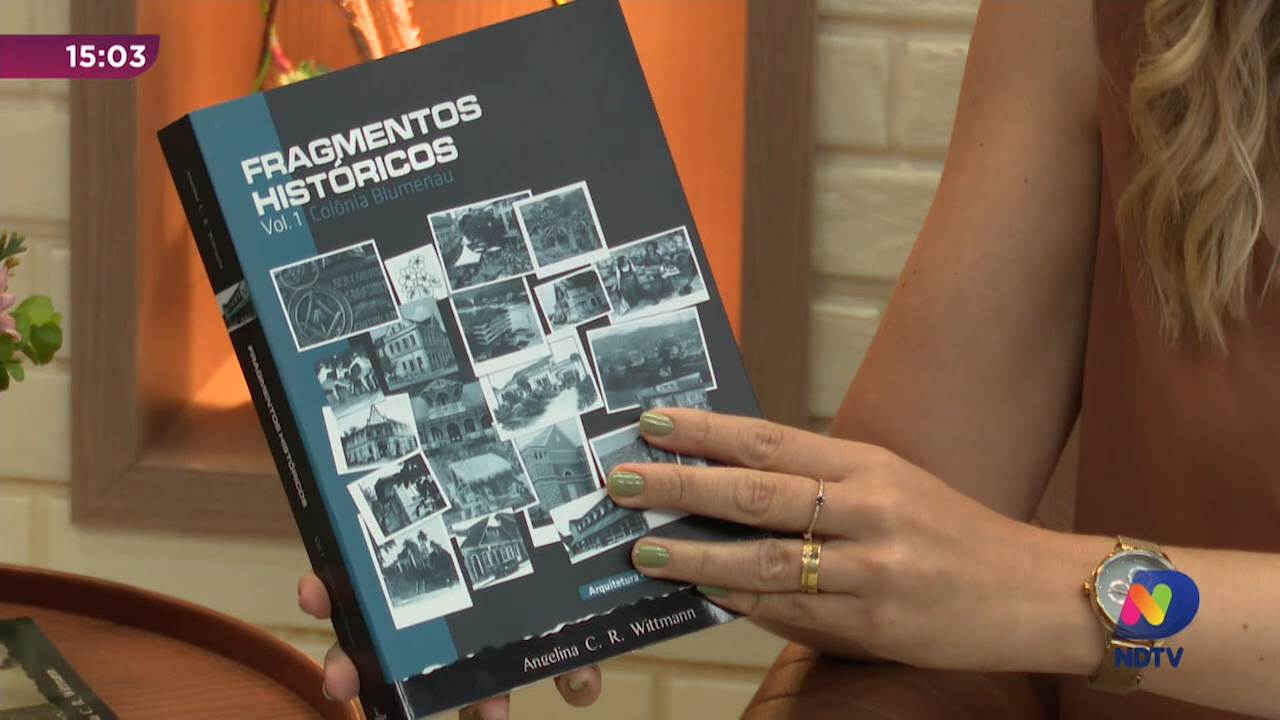 15:03
FRAGMENTOS
HISTÓRICOS
Vol. 1 Colônia Blumenau
Arquitetura
Angelina C. R. Wittmann
FRAGMENTOS HISTÓRICOS
NDTV